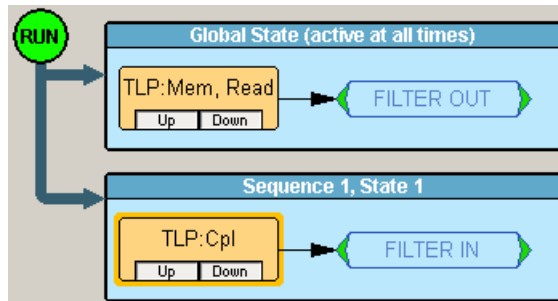 RUN
Global State (active at all times)
TLP:Mem, Read
FILTER OUT
Up Down
Sequence 1, State 1
TLP:Cpl
FILTER IN
Up Down